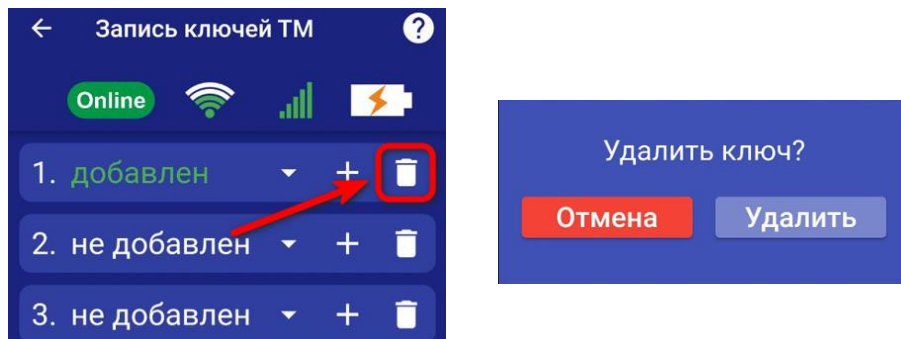 Запись ключей ТМ
?
Online
1. добавлен
2. не добавлен
3. не добавлен
Удалить ключ?
Отмена Удалить